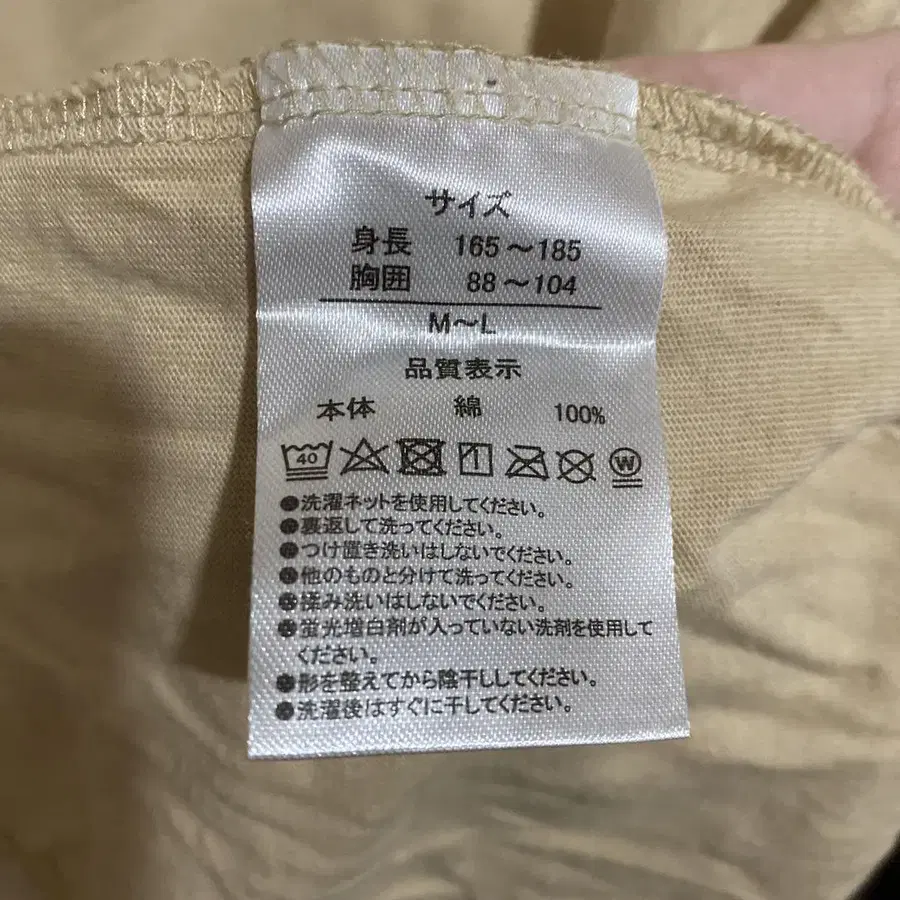 サイズ
身長 165～185
胸囲 88～104
M～L
品質表示
本体 綿 100%
40 W
●洗濯ネットを使用してください。
●裏返して洗ってください。
●つけ置き洗いはしないでください。
●他のものと分けて洗ってください。
●揉み洗いはしないでください。
●蛍光増白剤が入っていない洗剤を使用して
ください。
●形を整えてから陰干ししてください。
●洗濯後はすぐに干してください。